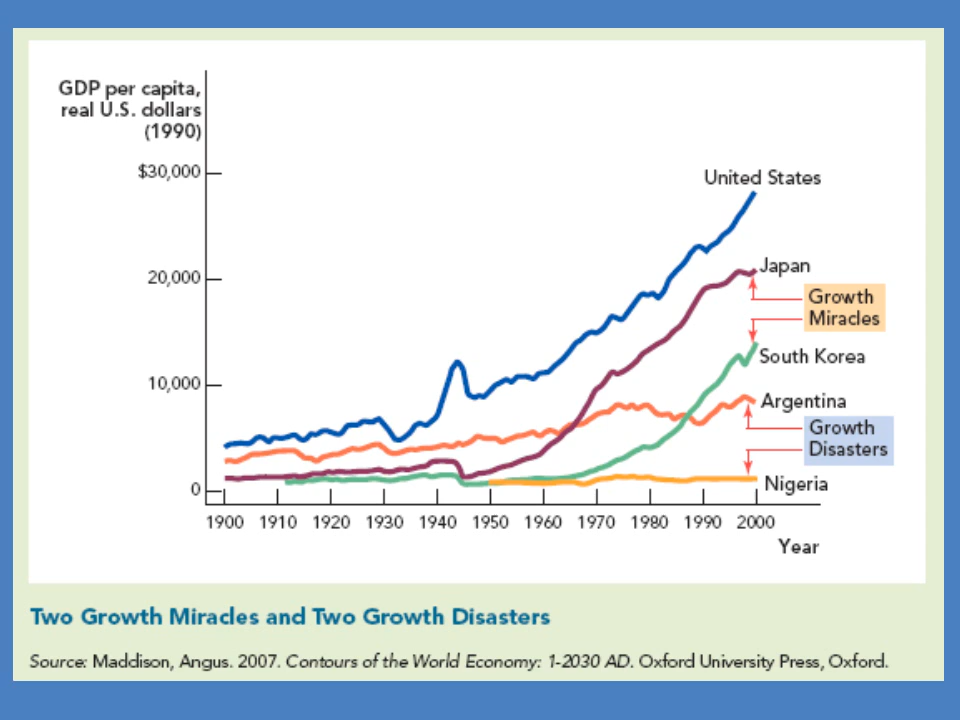 GDP per capita,
real U.S. dollars
(1990)
$30,000
20,000
10,000
0
United States
Japan
Growth
Miracles
South Korea
Argentina
Growth
Disasters
Nigeria
1900 1910 1920 1930 1940 1950 1960 1970 1980 1990 2000
Year
Two Growth Miracles and Two Growth Disasters
Source: Maddison, Angus. 2007. Contours of the World Economy: 1-2030 AD. Oxford University Press, Oxford.